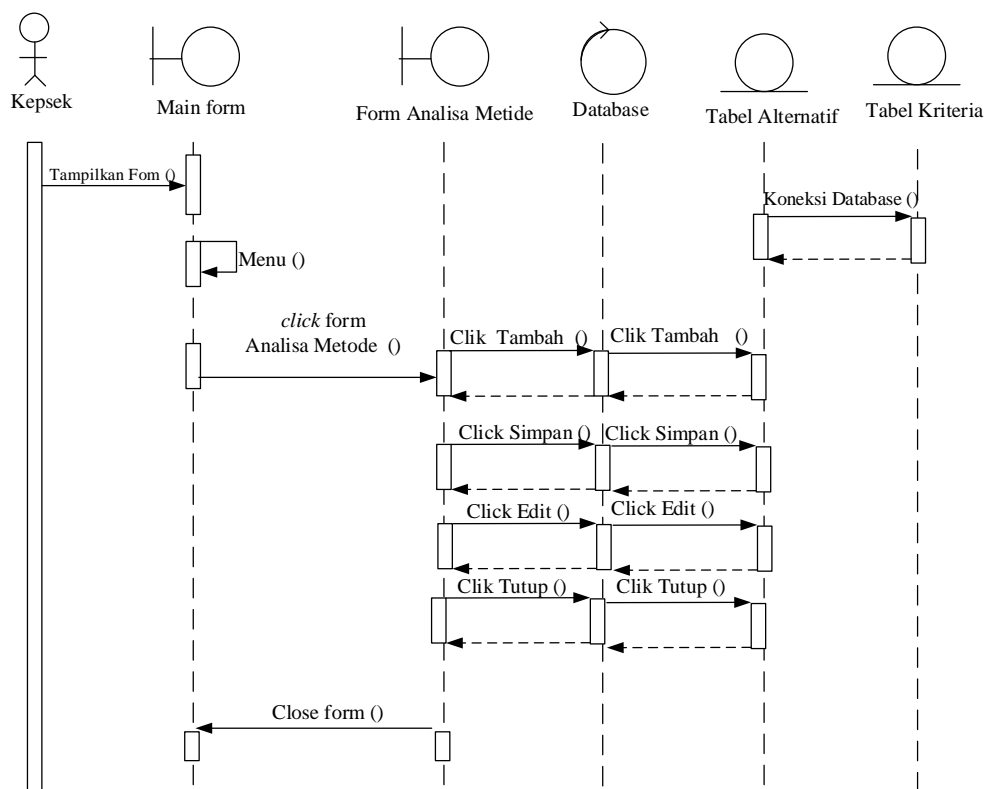 Kepsek
Main form
Form Analisa Metide
Database
Tabel Alternatif
Tabel Kriteria
Tampilkan Fom ()
Koneksi Database ()
Menu ()
click form
Analisa Metode ()
Clik Tambah ()
Clik Tambah ()
Click Simpan ()
Click Simpan ()
Click Edit ()
Click Edit ()
Clik Tutup ()
Clik Tutup ()
Close form ()